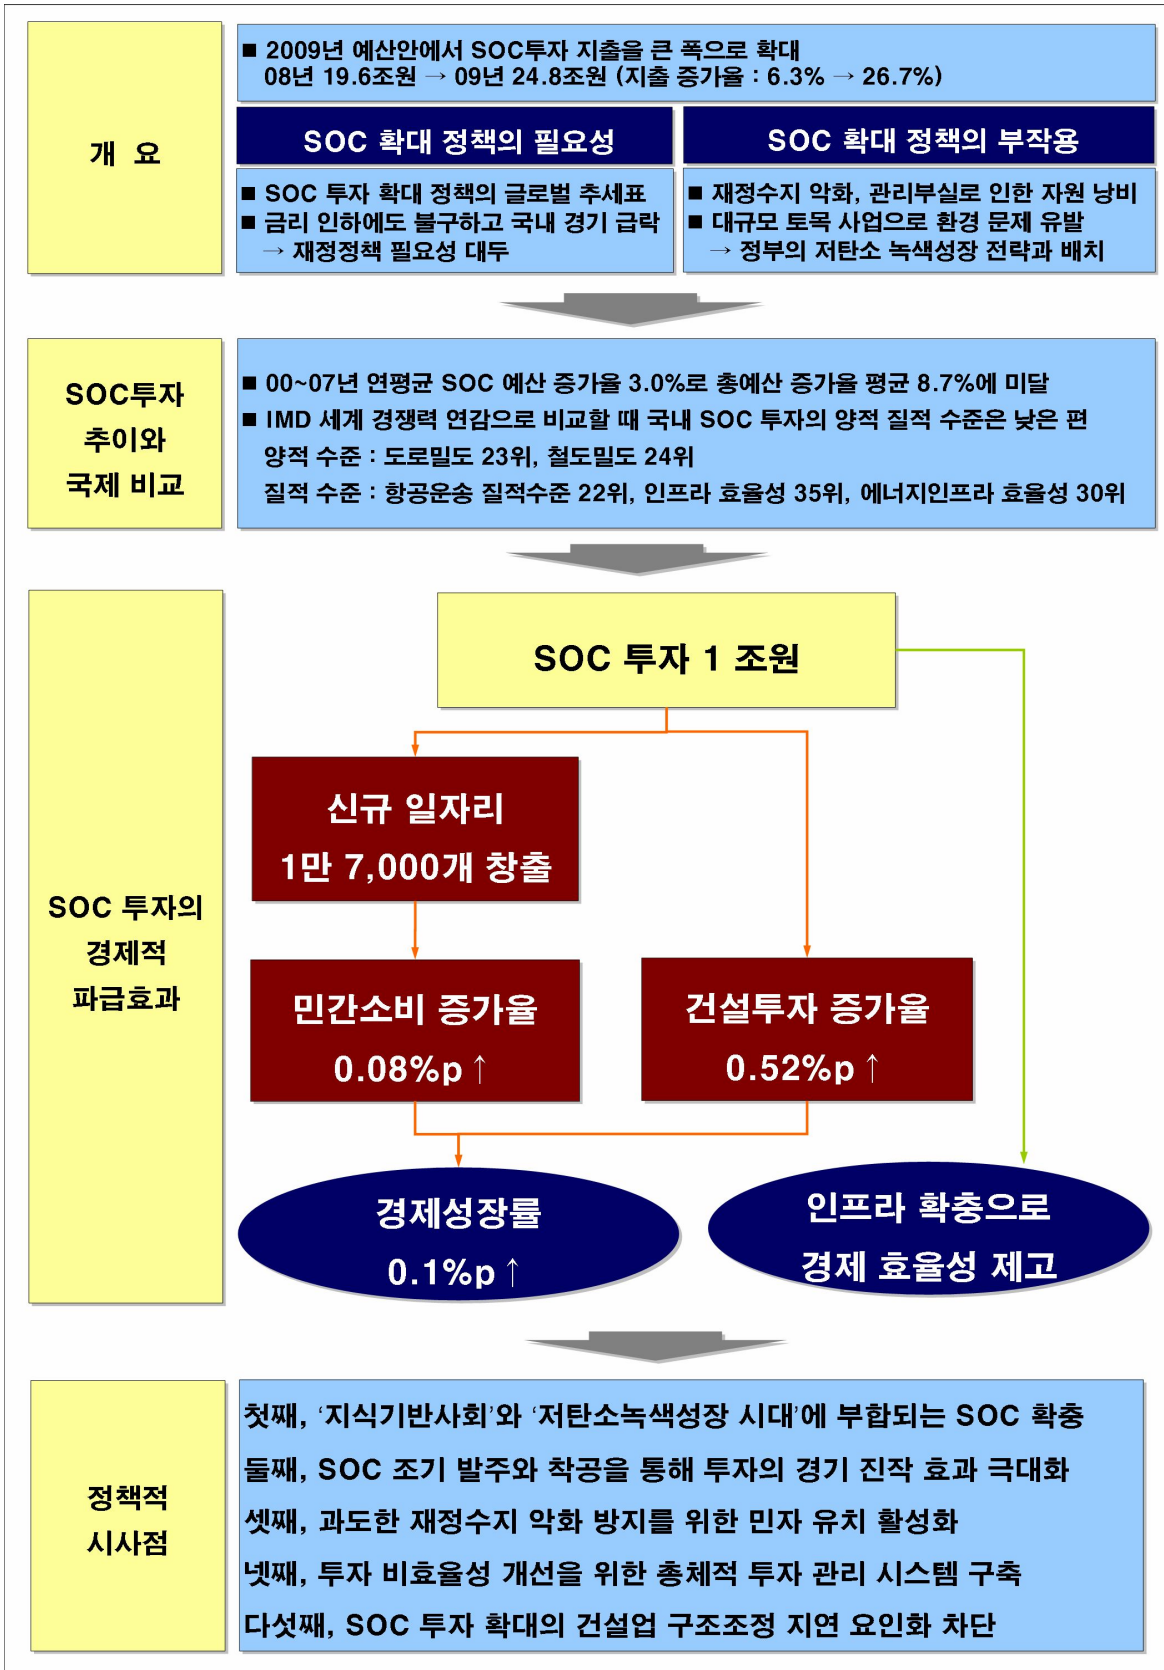 개 요
■ 2009년 예산안에서 SOC투자 지출을 큰 폭으로 확대
08년 19.6조원 → 09년 24.8조원 (지출 증가율 : 6.3% → 26.7%)
SOC 확대 정책의 필요성
■ SOC 투자 확대 정책의 글로벌 추세표
■ 금리 인하에도 불구하고 국내 경기 급락
→ 재정정책 필요성 대두
SOC 확대 정책의 부작용
■ 재정수지 악화, 관리부실로 인한 자원 낭비
■ 대규모 토목 사업으로 환경 문제 유발
→ 정부의 저탄소 녹색성장 전략과 배치
SOC투자
추이와
국제 비교
■ 00~07년 연평균 SOC 예산 증가율 3.0%로 총예산 증가율 평균 8.7%에 미달
■ IMD 세계 경쟁력 연감으로 비교할 때 국내 SOC 투자의 양적 질적 수준은 낮은 편
양적 수준 : 도로밀도 23위, 철도밀도 24위
질적 수준 : 항공운송 질적수준 22위, 인프라 효율성 35위, 에너지인프라 효율성 30위
SOC 투자의
경제적
파급효과
SOC 투자 1 조원
신규 일자리
1만 7,000개 창출
민간소비 증가율
0.08%p ↑
건설투자 증가율
0.52%p ↑
경제성장률
0.1%p ↑
인프라 확충으로
경제 효율성 제고
정책적
시사점
첫째, ‘지식기반사회’와 ‘저탄소녹색성장 시대’에 부합되는 SOC 확충
둘째, SOC 조기 발주와 착공을 통해 투자의 경기 진작 효과 극대화
셋째, 과도한 재정수지 악화 방지를 위한 민자 유치 활성화
넷째, 투자 비효율성 개선을 위한 총체적 투자 관리 시스템 구축
다섯째, SOC 투자 확대의 건설업 구조조정 지연 요인화 차단